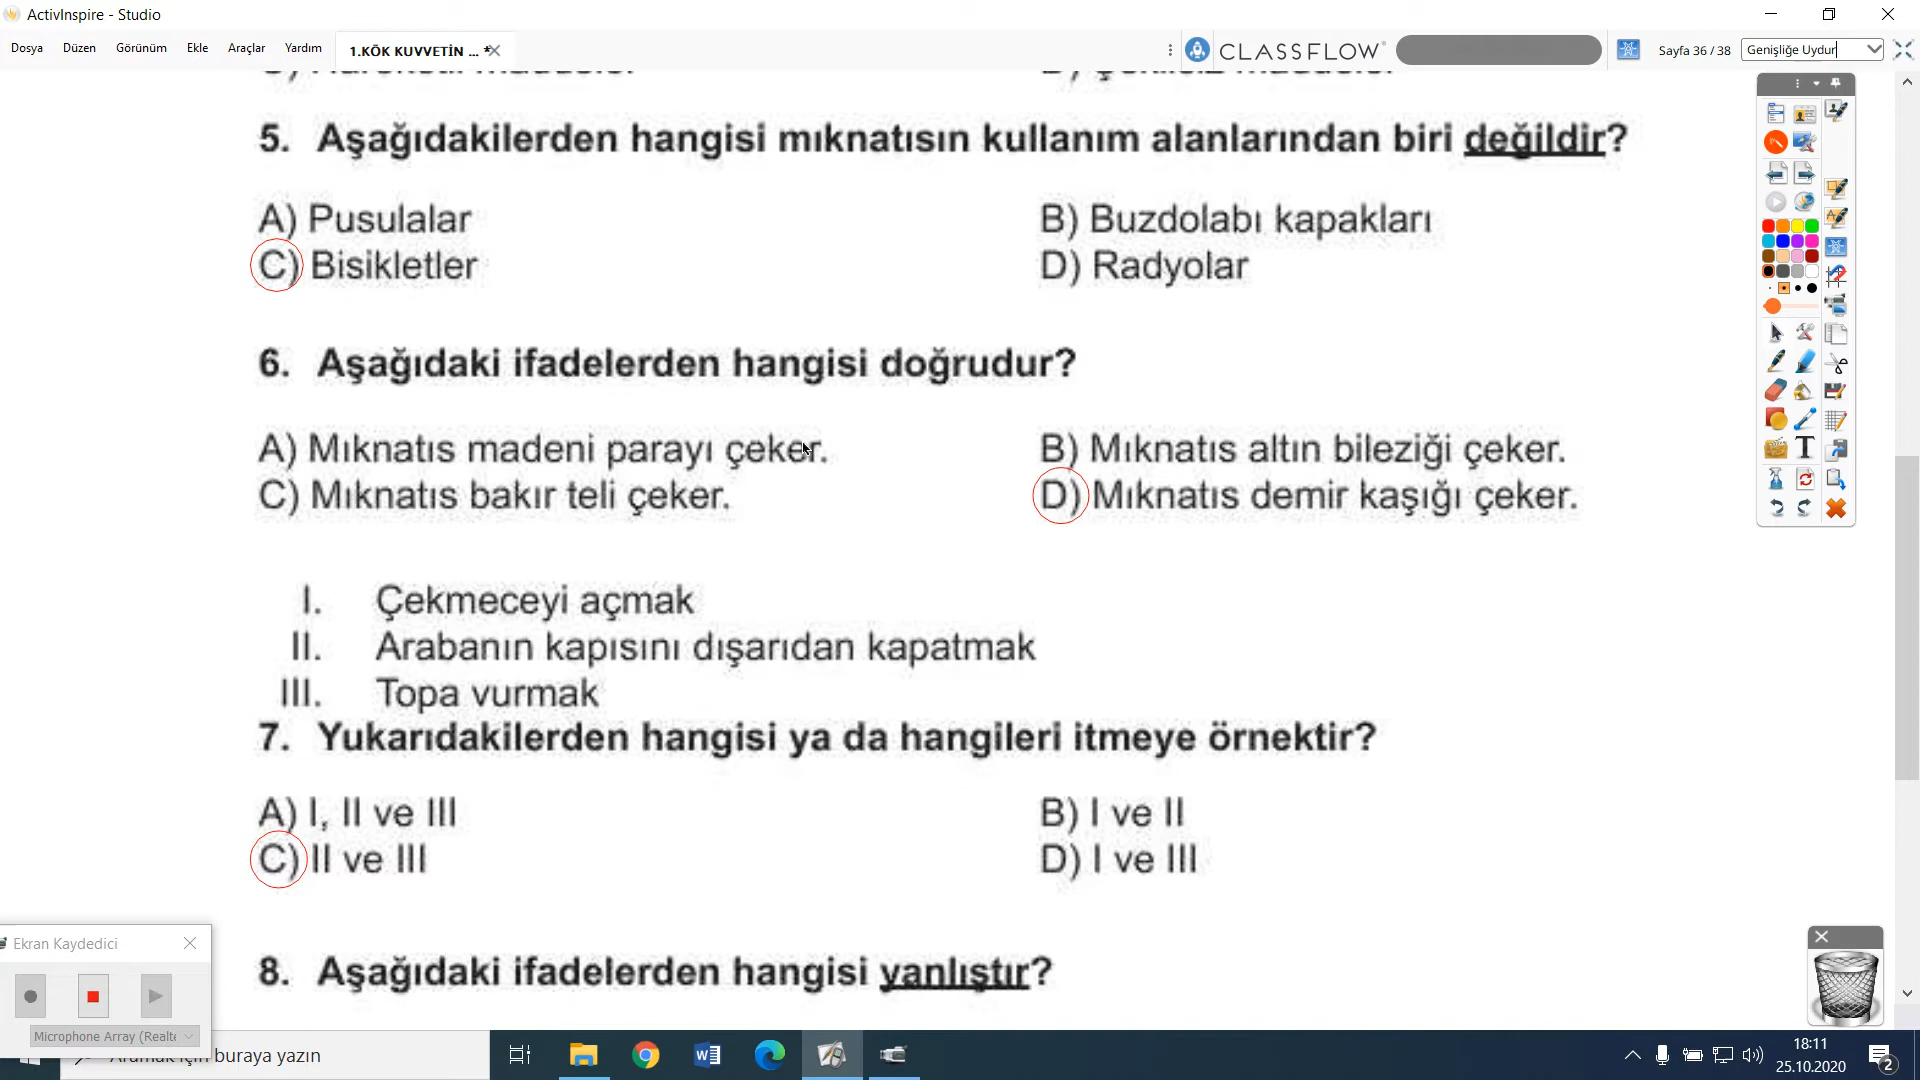 ActivInspire - Studio
Dosya Düzen Görünüm Ekle Araçlar Yardım 1.KÖK KUVVETİN ... * CLASSFLOW Sayfa 36 / 38 Genişliğe Uydur
5. Aşağıdakilerden hangisi mıknatısın kullanım alanlarından biri değildir?
A) Pusulalar B) Buzdolabı kapakları
C) Bisikletler D) Radyolar
6. Aşağıdaki ifadelerden hangisi doğrudur?
A) Mıknatıs madeni parayı çeker. B) Mıknatıs altın bileziği çeker.
C) Mıknatıs bakır teli çeker. D) Mıknatıs demir kaşığı çeker.
I. Çekmeceyi açmak
II. Arabanın kapısını dışarıdan kapatmak
III. Topa vurmak
7. Yukarıdakilerden hangisi ya da hangileri itmeye örnektir?
A) I, II ve III B) I ve II
C) II ve III D) I ve III
8. Aşağıdaki ifadelerden hangisi yanlıştır?
Ekran Kaydedici
Microphone Array (Realte
buraya yazın
18:11
25.10.2020
2